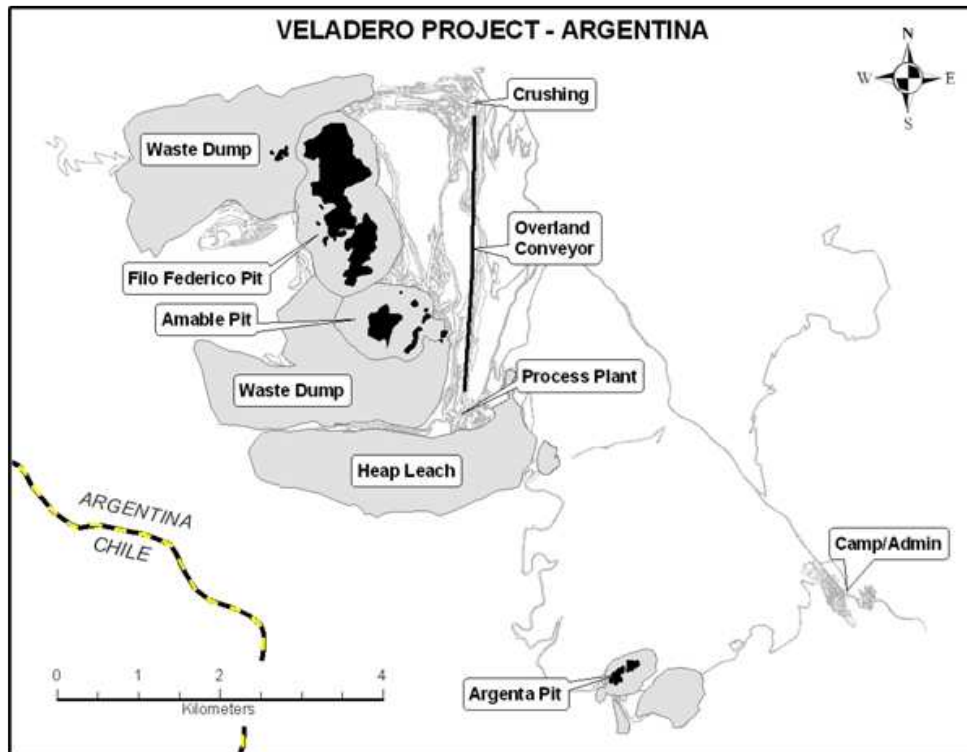 VELADERO PROJECT - ARGENTINA
N
W E
S
Crushing
Waste Dump
Overland
Conveyor
Filo Federico Pit
Amable Pit
Process Plant
Waste Dump
Heap Leach
ARGENTINA
CHILE
Camp/Admin
0 1 2 4
Kilometers
Argenta Pit